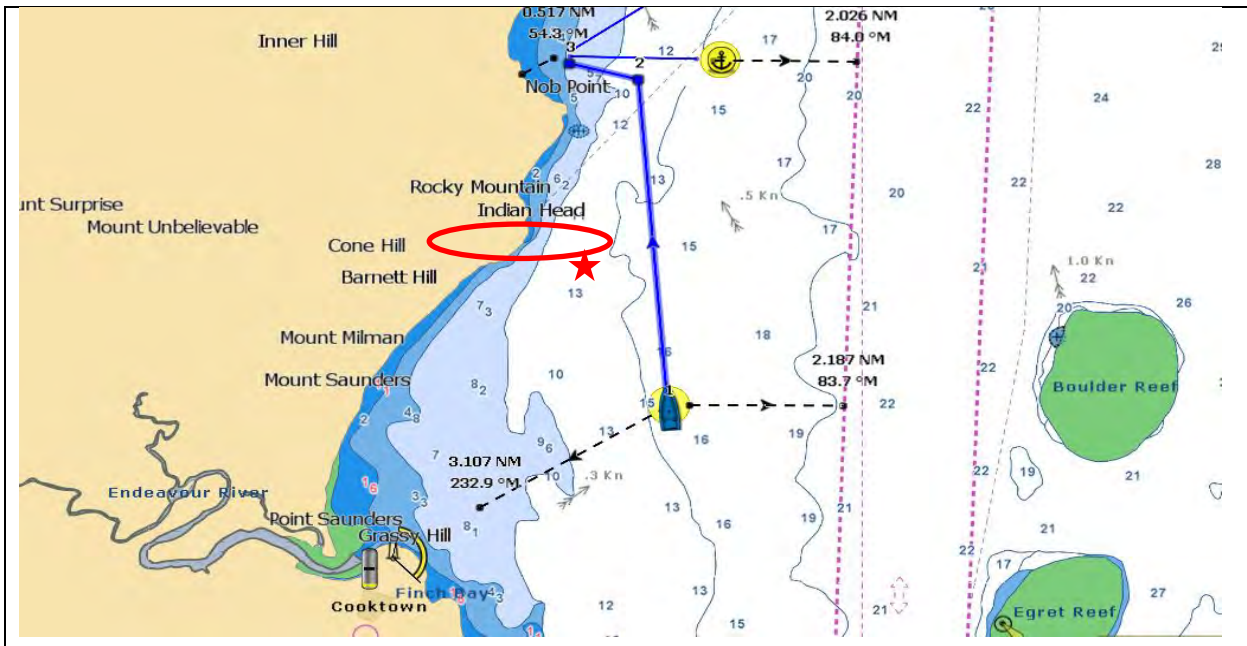 0.517 NM
54.3 °M
2.026 NM
84.0 °M
Inner Hill
3
12
17
22
2
20
24
Nob Point
5
10
15
20
22
12
28
17
13
22
Rocky Mountain
2
6 2
20
Indian Head
.5 Kn
unt Surprise
Mount Unbelievable
17
22
Cone Hill
15
21
1.0 Kn
22
Barnett Hill
13
20
26
7 3
21
18
Mount Milman
16
2.187 NM
83.7 °M
22
Mount Saunders
10
8 2
1
15
22
Boulder Reef
2
4 8
13
16
19
9 6
7
3.107 NM
232.9 °M
10
.3 Kn
22
19
21
1 6
3 3
13
Endeavour River
8 1
16
19
21
21
Point Saunders
Grassy Hill
22
17
Finch Bay
4 3
27
Cooktown
12
21
Egret Reef
15